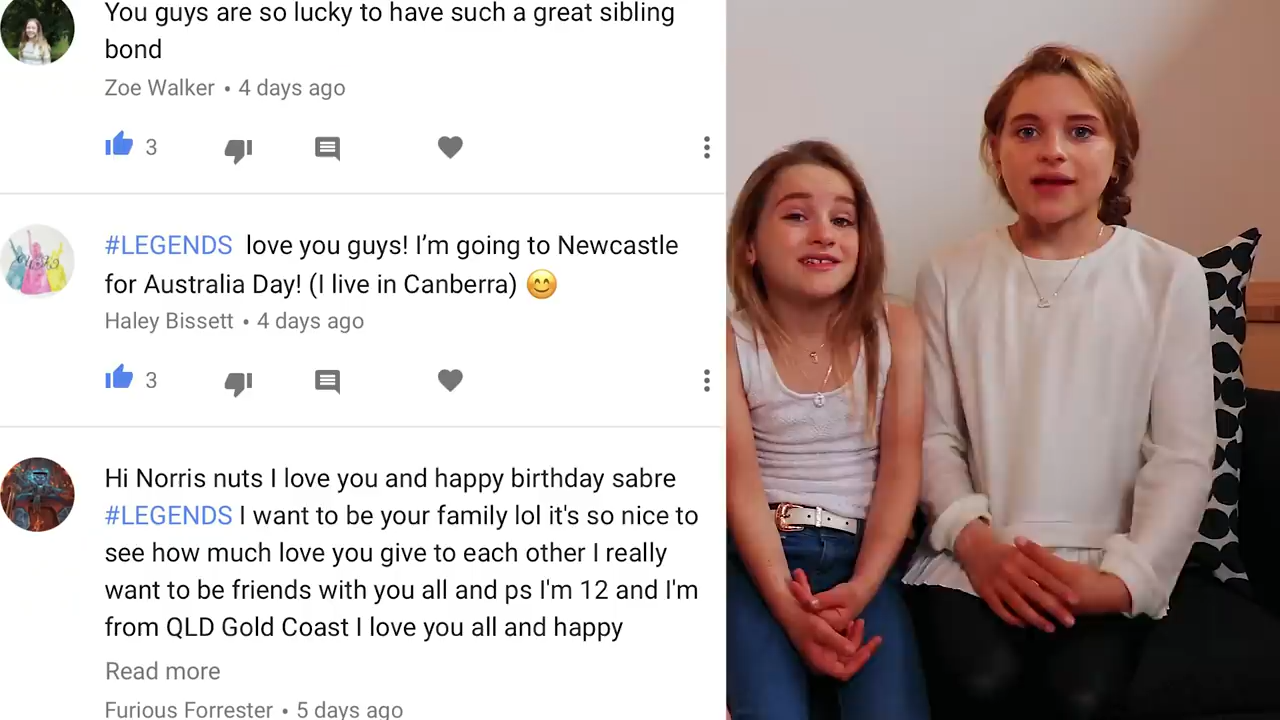 You guys are so lucky to have such a great sibling
bond
Zoe Walker • 4 days ago
3
#LEGENDS love you guys! I’m going to Newcastle
for Australia Day! (I live in Canberra) 😊
Haley Bissett • 4 days ago
3
Hi Norris nuts I love you and happy birthday sabre
#LEGENDS I want to be your family lol it's so nice to
see how much love you give to each other I really
want to be friends with you all and ps I'm 12 and I'm
from QLD Gold Coast I love you all and happy
Read more
Furious Forrester • 5 days ago